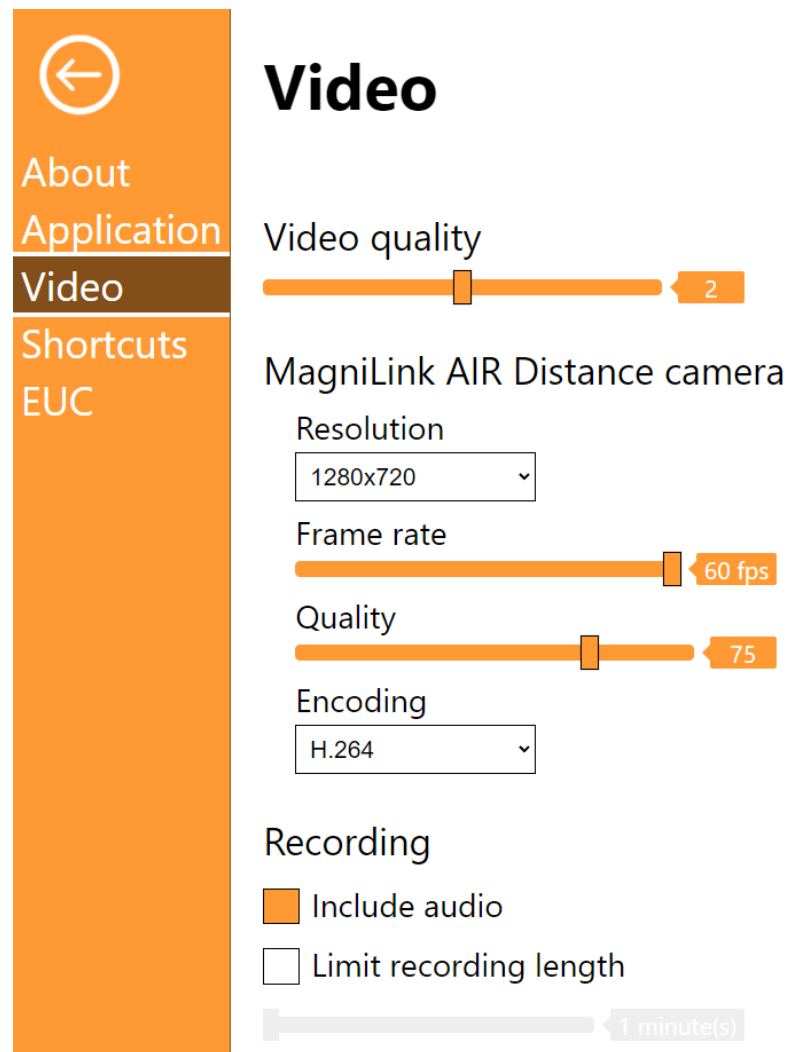 Video
About
Application
Video
Shortcuts
EUC
Video quality
2
MagniLink AIR Distance camera
Resolution
1280x720
Frame rate
60 fps
Quality
75
Encoding
H.264
Recording
Include audio
Limit recording length
1 minute(s)